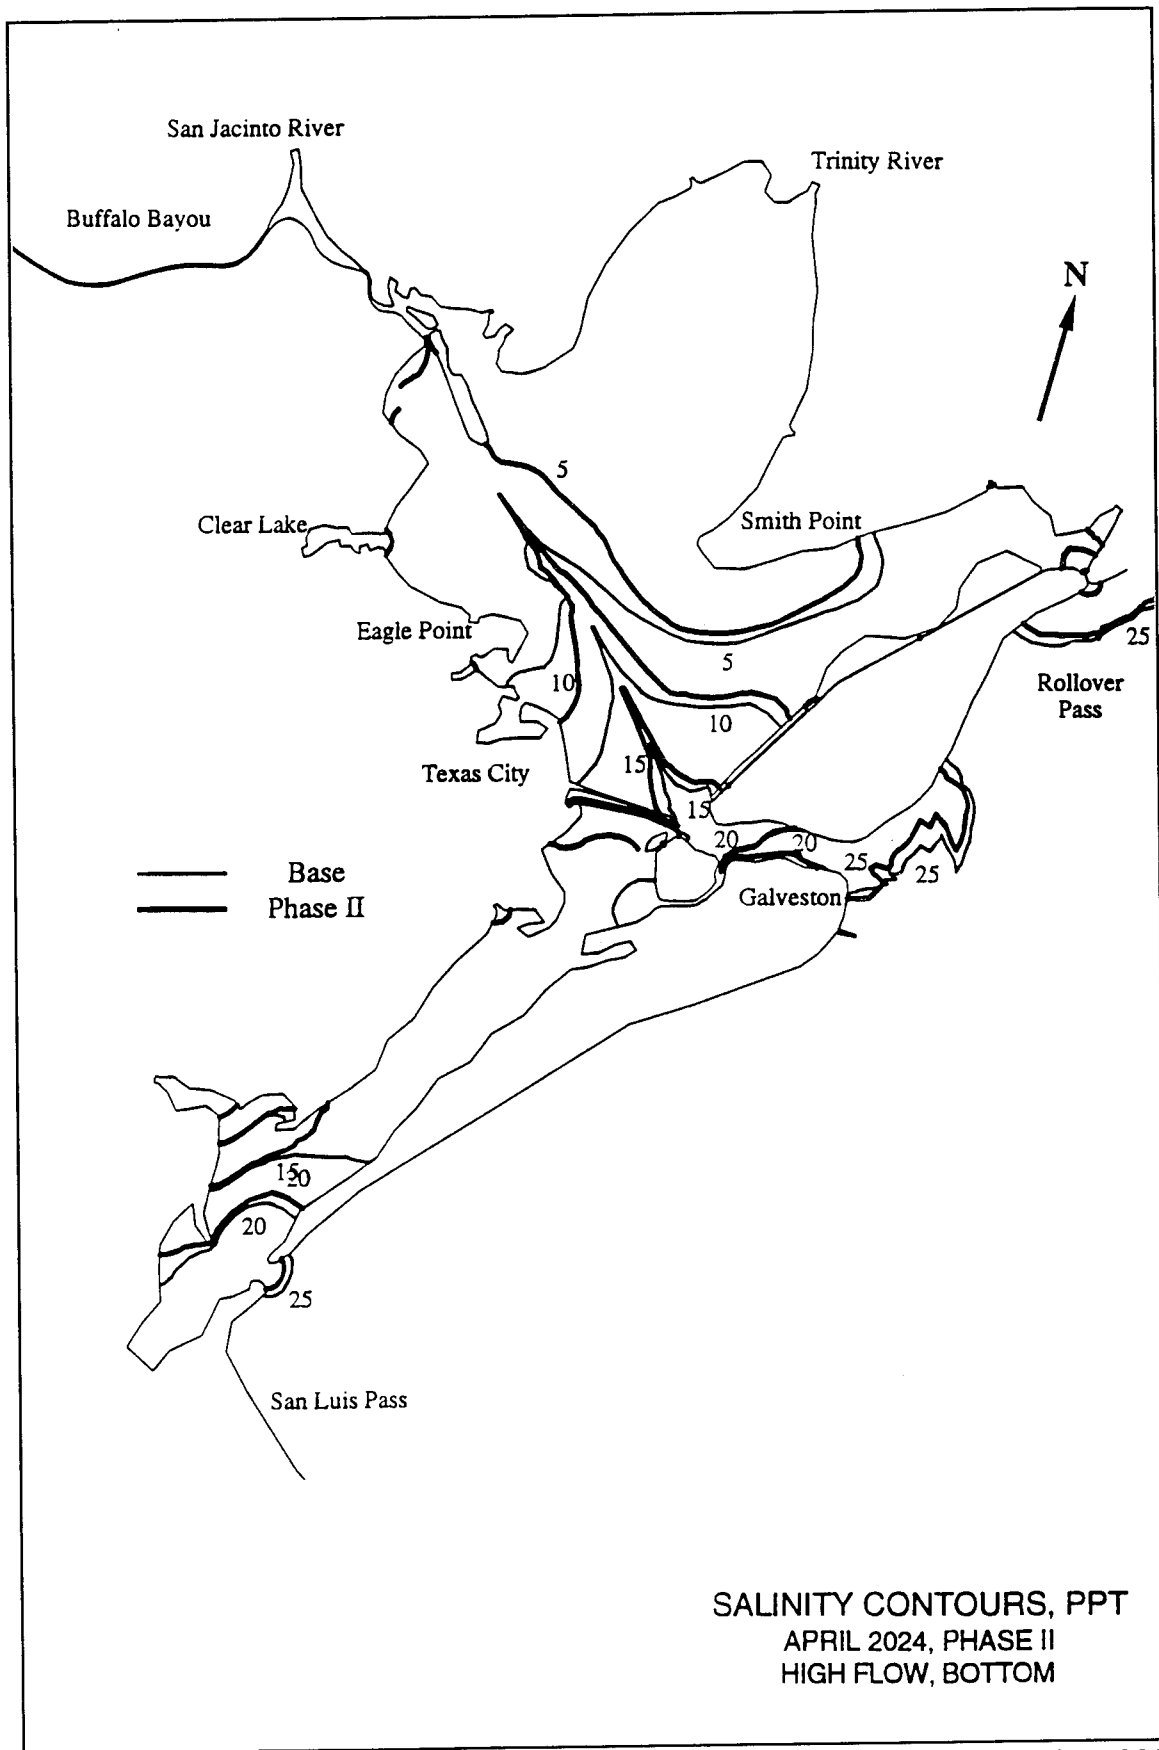 San Jacinto River
Trinity River
Buffalo Bayou
N
5
Clear Lake
Smith Point
Eagle Point
25
5
10
Rollover
Pass
10
15
Texas City
15
20
20
25
25
Base
Phase II
Galveston
15
20
20
25
San Luis Pass
SALINITY CONTOURS, PPT
APRIL 2024, PHASE II
HIGH FLOW, BOTTOM